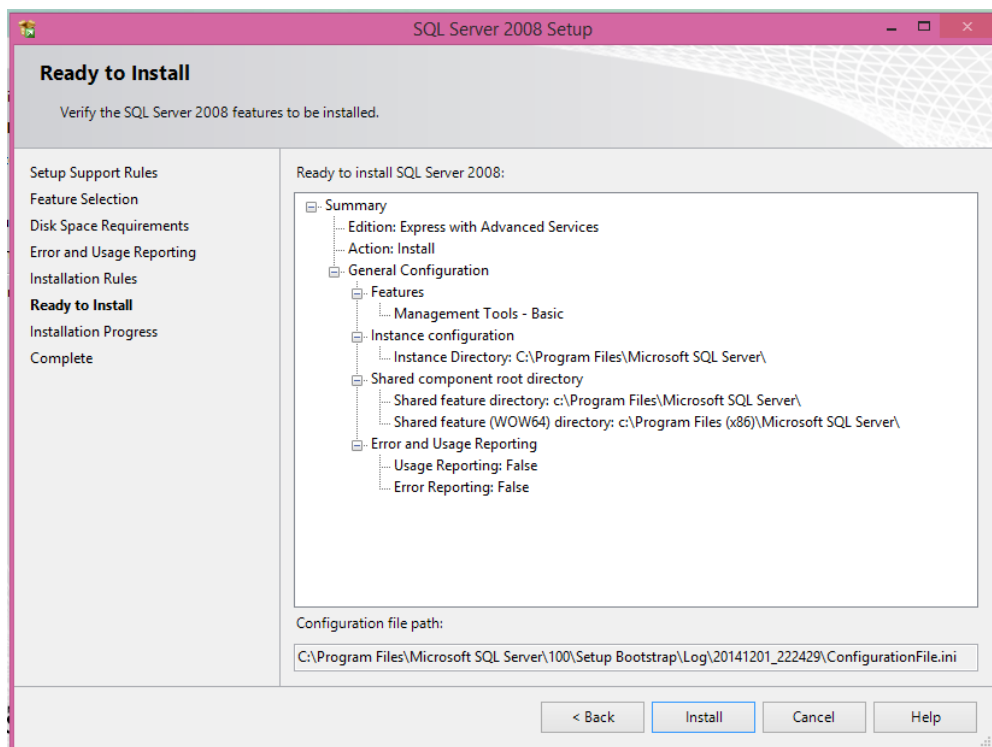 SQL Server 2008 Setup
Ready to Install
Verify the SQL Server 2008 features to be installed.
Setup Support Rules
Feature Selection
Disk Space Requirements
Error and Usage Reporting
Installation Rules
Ready to Install
Installation Progress
Complete
Ready to install SQL Server 2008:
Summary
Edition: Express with Advanced Services
Action: Install
General Configuration
Features
Management Tools - Basic
Instance configuration
Instance Directory: C:\Program Files\Microsoft SQL Server\
Shared component root directory
Shared feature directory: c:\Program Files\Microsoft SQL Server\
Shared feature (WOW64) directory: c:\Program Files (x86)\Microsoft SQL Server\
Error and Usage Reporting
Usage Reporting: False
Error Reporting: False
Configuration file path:
C:\Program Files\Microsoft SQL Server\100\Setup Bootstrap\Log\20141201_222429\ConfigurationFile.ini
< Back
Install
Cancel
Help